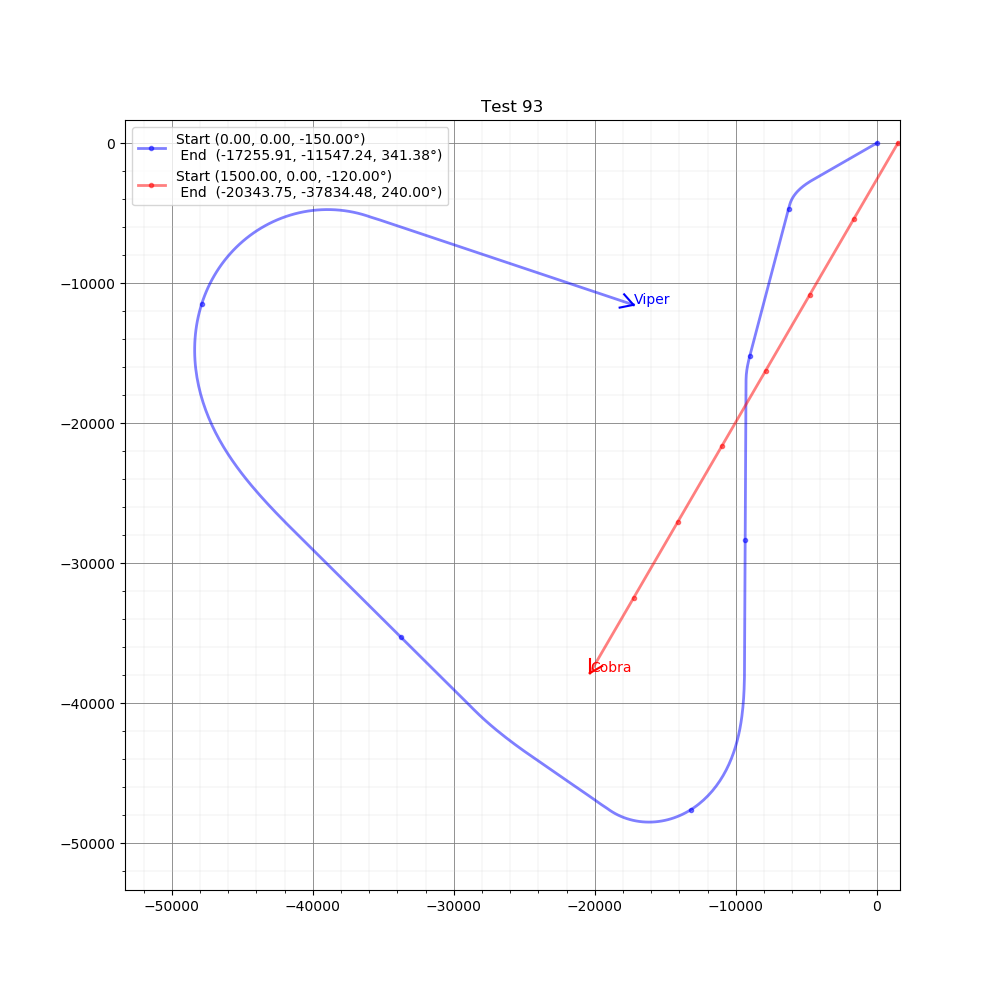 Test 93
Start (0.00, 0.00, -150.00°)
End  (-17255.91, -11547.24, 341.38°)
Start (1500.00, 0.00, -120.00°)
End  (-20343.75, -37834.48, 240.00°)
0
−10000
−20000
−30000
−40000
−50000
Viper
Cobra
−50000
−40000
−30000
−20000
−10000
0